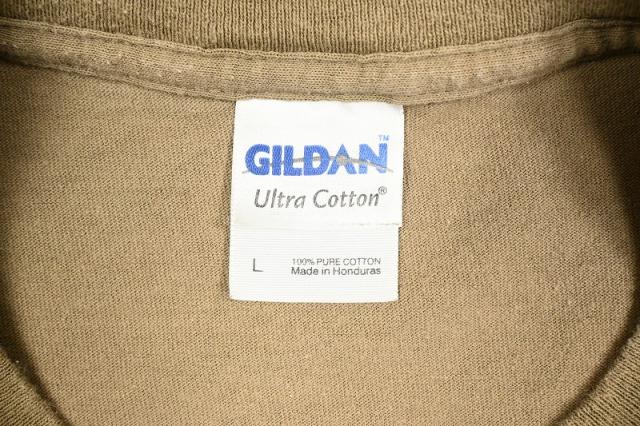 GILDAN™
Ultra Cotton®
L 100% PURE COTTON
Made in Honduras